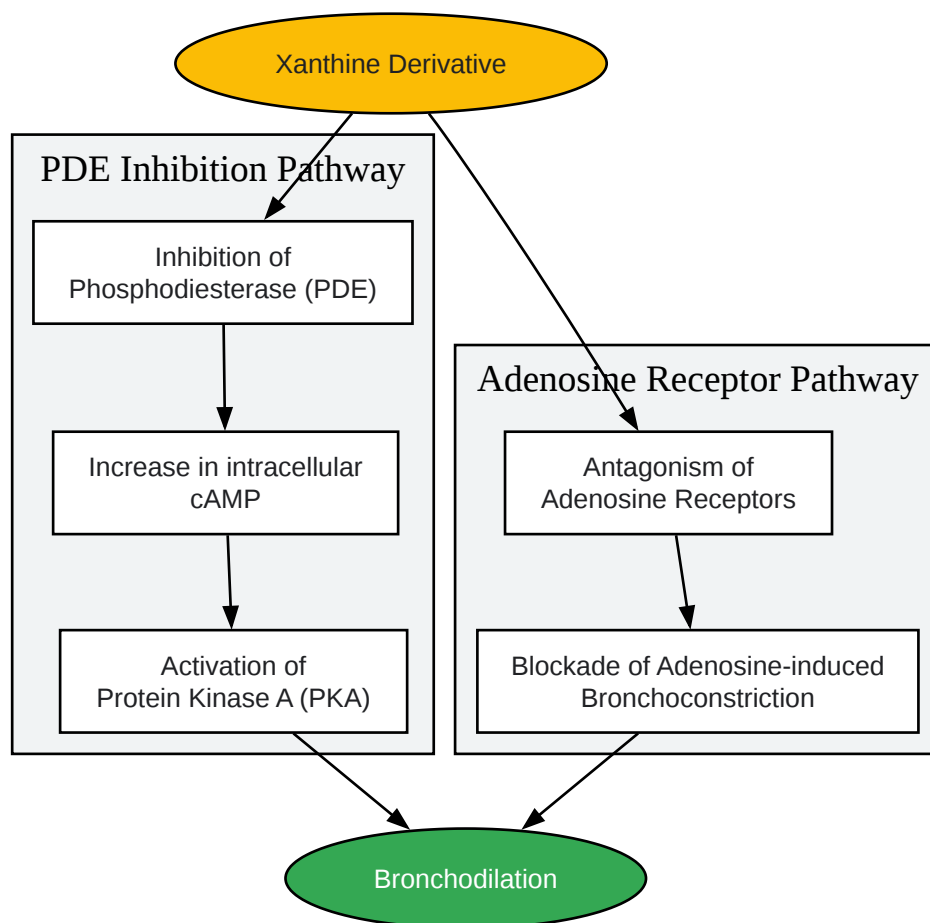 Xanthine Derivative
PDE Inhibition Pathway
Inhibition of
Phosphodiesterase (PDE)
Increase in intracellular
cAMP
Activation of
Protein Kinase A (PKA)
Adenosine Receptor Pathway
Antagonism of
Adenosine Receptors
Blockade of Adenosine-induced
Bronchoconstriction
Bronchodilation